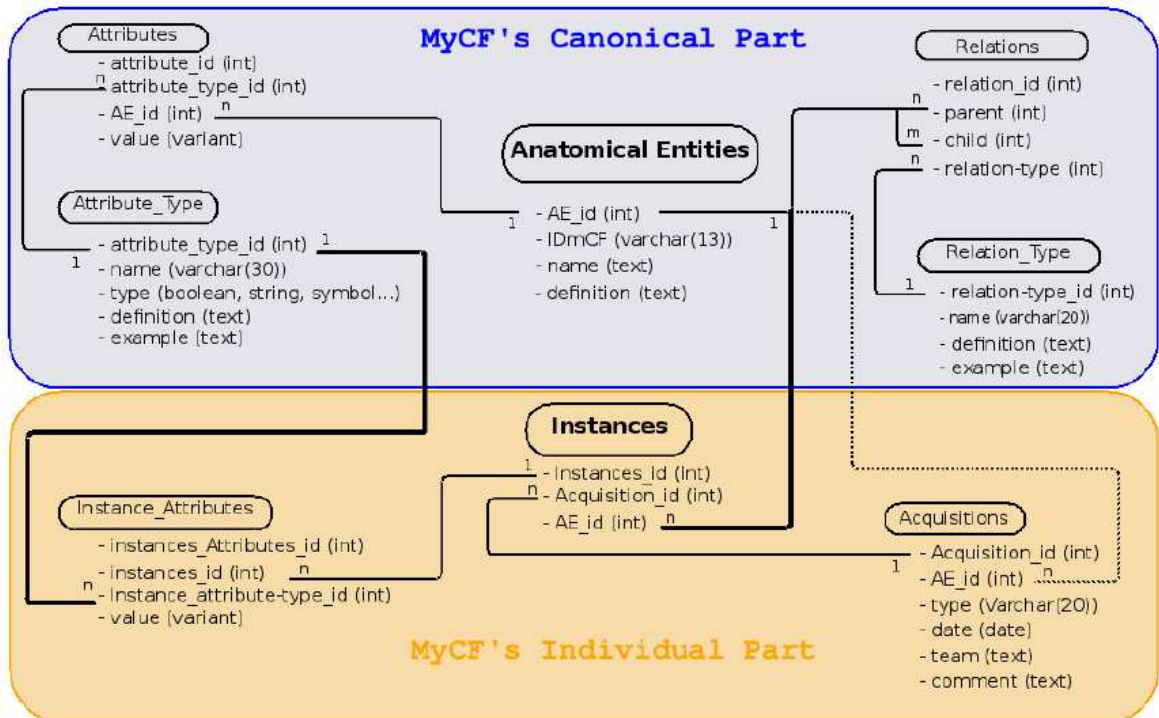 MyCF's Canonical Part
Attributes
- attribute_id (int)
n
- attribute_type_id (int)
- AE_id (int) n
- value (variant)
Attribute_Type
- attribute_type_id (int) 1
1
- name (varchar(30))
- type (boolean, string, symbol...)
- definition (text)
- example (text)
Anatomical Entities
1 - AE_id (int) 1
- IDmCF (varchar(13))
- name (text)
- definition (text)
Relations
- relation_id (int)
n
- parent (int)
m - child (int)
n
- relation-type (int)
Relation_Type
1
- relation-type_id (int)
- name (varchar(20))
- definition (text)
- example (text)
Instances
1
- Instances_id (int)
n - Acquisition_id (int)
- AE_id (int) n
Instance_Attributes
- instances_Attributes_id (int)
- instances_id (int) n
n - Instance_attribute-type_id (int)
- value (variant)
Acquisitions
- Acquisition_id (int)
1
- AE_id (int) n
- type (Varchar(20))
- date (date)
- team (text)
- comment (text)
MyCF's Individual Part